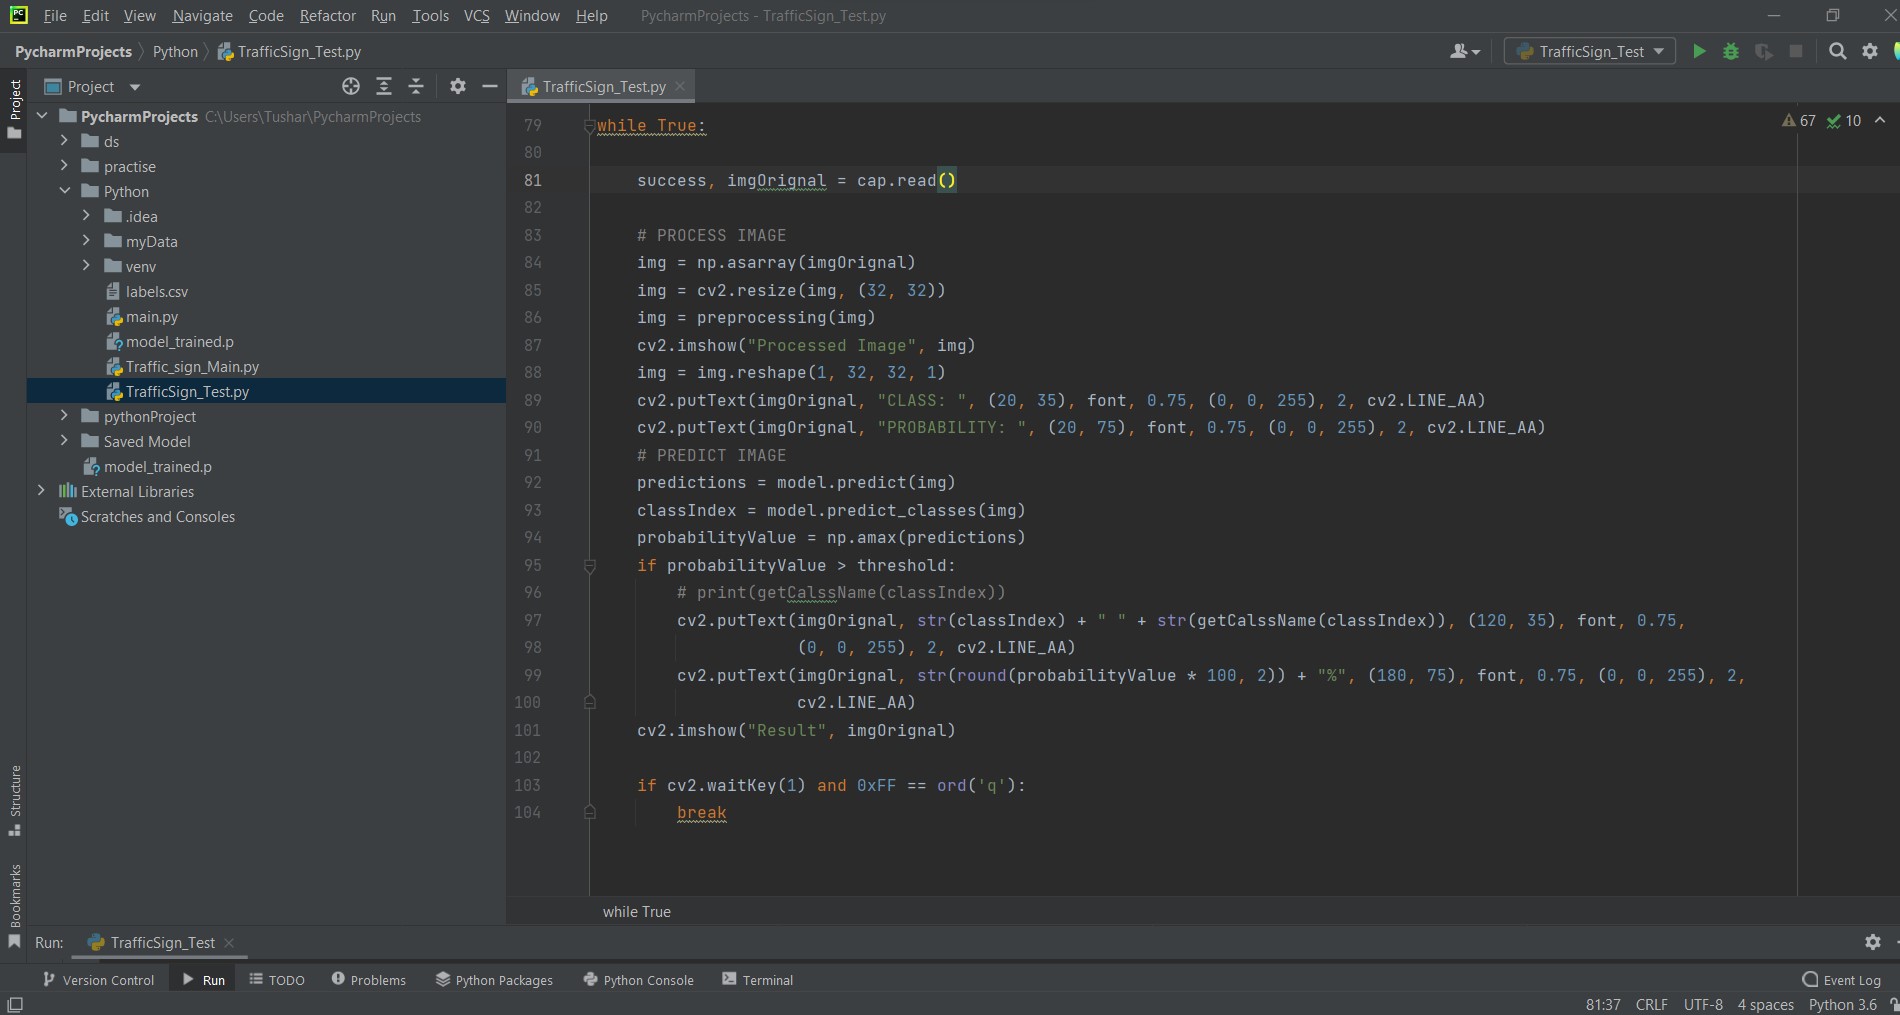 PC File Edit View Navigate Code Refactor Run Tools VCS Window Help PycharmProjects - TrafficSign_Test.py
PycharmProjects Python TrafficSign_Test.py TrafficSign_Test
Project
Project
TrafficSign_Test.py
PycharmProjects C:\Users\Tushar\PycharmProjects
ds
practise
Python
.idea
myData
venv
labels.csv
main.py
model_trained.p
Traffic_sign_Main.py
TrafficSign_Test.py
pythonProject
Saved Model
model_trained.p
External Libraries
Scratches and Consoles
67 10
79 while True:
80
81 success, imgOrignal = cap.read()
82
83 # PROCESS IMAGE
84 img = np.asarray(imgOrignal)
85 img = cv2.resize(img, (32, 32))
86 img = preprocessing(img)
87 cv2.imshow("Processed Image", img)
88 img = img.reshape(1, 32, 32, 1)
89 cv2.putText(imgOrignal, "CLASS: ", (20, 35), font, 0.75, (0, 0, 255), 2, cv2.LINE_AA)
90 cv2.putText(imgOrignal, "PROBABILITY: ", (20, 75), font, 0.75, (0, 0, 255), 2, cv2.LINE_AA)
91 # PREDICT IMAGE
92 predictions = model.predict(img)
93 classIndex = model.predict_classes(img)
94 probabilityValue = np.amax(predictions)
95 if probabilityValue > threshold:
96 # print(getCalssName(classIndex))
97 cv2.putText(imgOrignal, str(classIndex) + " " + str(getCalssName(classIndex)), (120, 35), font, 0.75,
98 (0, 0, 255), 2, cv2.LINE_AA)
99 cv2.putText(imgOrignal, str(round(probabilityValue * 100, 2)) + "%", (180, 75), font, 0.75, (0, 0, 255), 2,
100 cv2.LINE_AA)
101 cv2.imshow("Result", imgOrignal)
102
103 if cv2.waitKey(1) and 0xFF == ord('q'):
104 break
while True
Structure
Bookmarks
Run: TrafficSign_Test
Version Control Run TODO Problems Python Packages Python Console Terminal Event Log
81:37 CRLF UTF-8 4 spaces Python 3.6